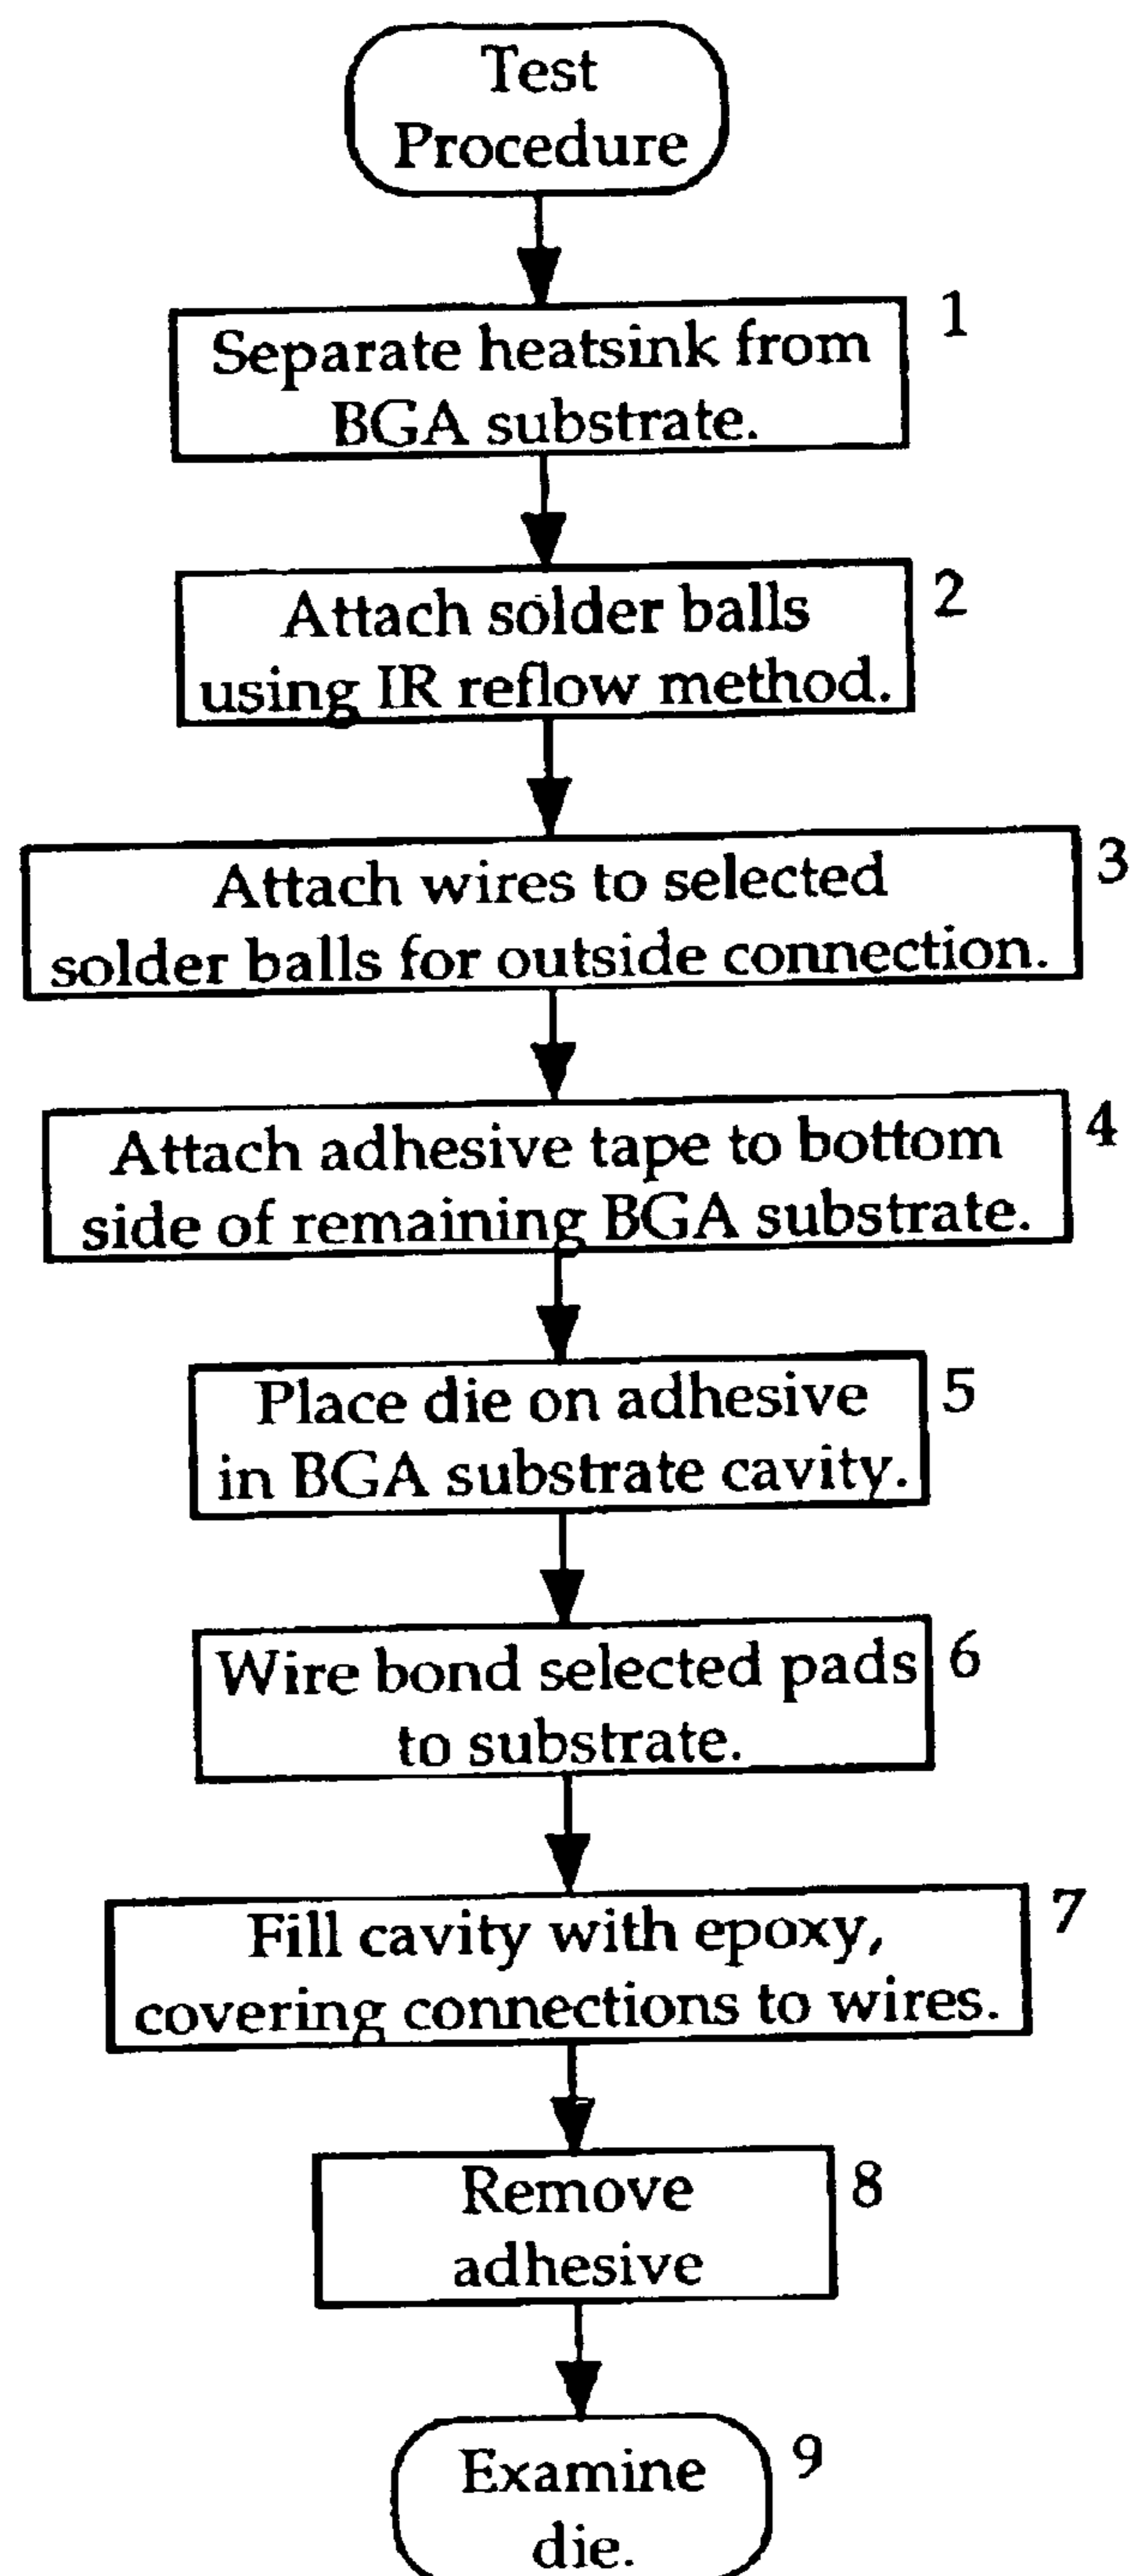 Test
Procedure
1
Separate heatsink from
BGA substrate.
2
Attach solder balls
using IR reflow method.
3
Attach wires to selected
solder balls for outside connection.
4
Attach adhesive tape to bottom
side of remaining BGA substrate.
5
Place die on adhesive
in BGA substrate cavity.
6
Wire bond selected pads
to substrate.
7
Fill cavity with epoxy,
covering connections to wires.
8
Remove
adhesive
9
Examine
die.